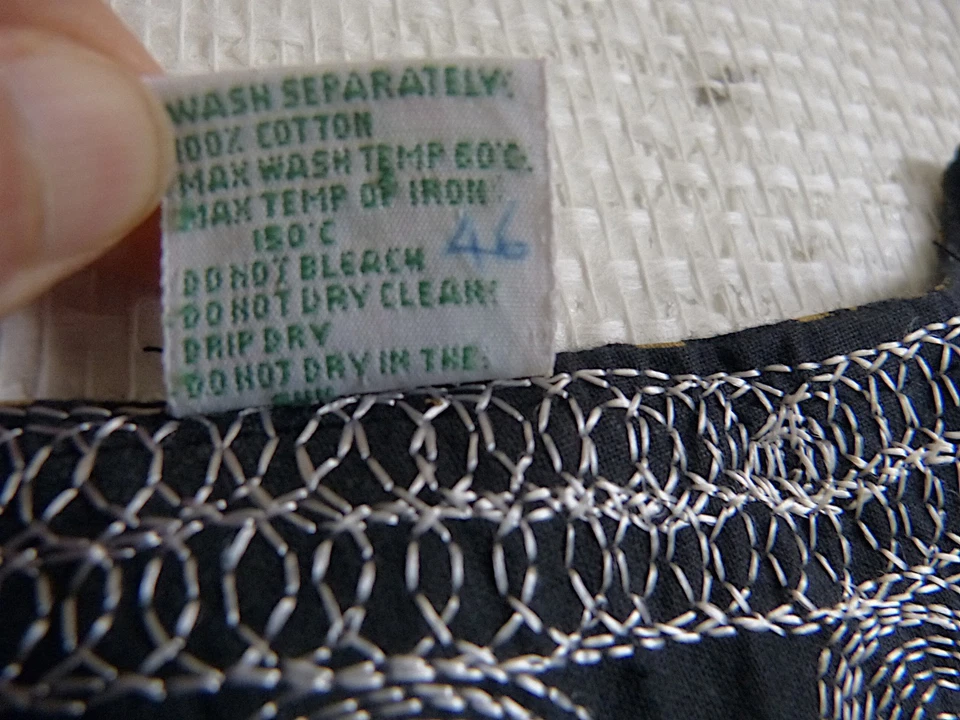 WASH SEPARATELY.
100% COTTON
MAX WASH TEMP 60°C.
MAX TEMP OF IRON
150°C
46
DO NOT BLEACH
DO NOT DRY CLEAN
DRIP DRY
DO NOT DRY IN THE